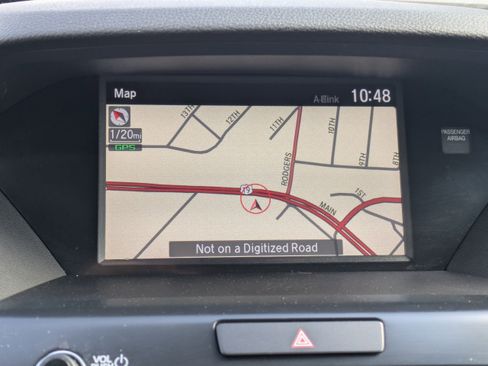 Map
A-Link 10:48
1/20mi
GPS
13TH
12TH
11TH
10TH
9TH
8TH
RODGERS
19
1ST
MAIN
Not on a Digitized Road
PASSENGER
AIRBAG
VOL